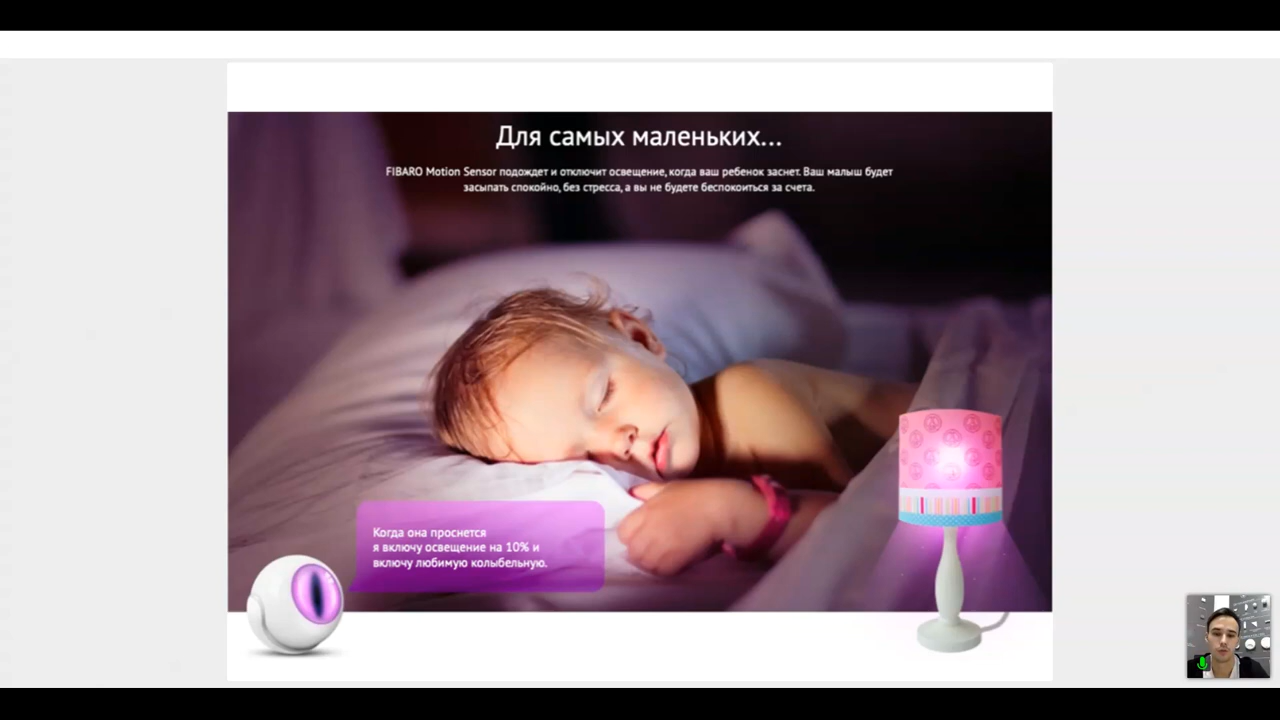 Для самых маленьких...
FIBARO Motion Sensor подождет и отключит освещение, когда ваш ребенок заснет. Ваш малыш будет
засыпать спокойно, без стресса, а вы не будете беспокоиться за счета.
Когда она проснется
я включу освещение на 10% и
включу любимую колыбельную.